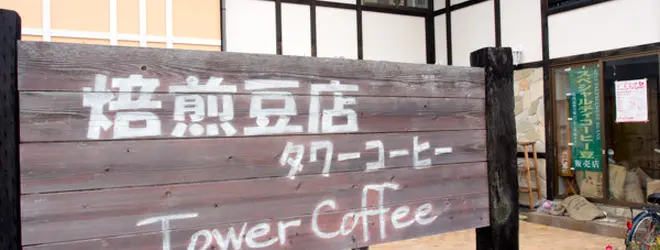 焙煎豆店
タワーコーヒー
Tower Coffee
スペシャルティコーヒー豆
販売店